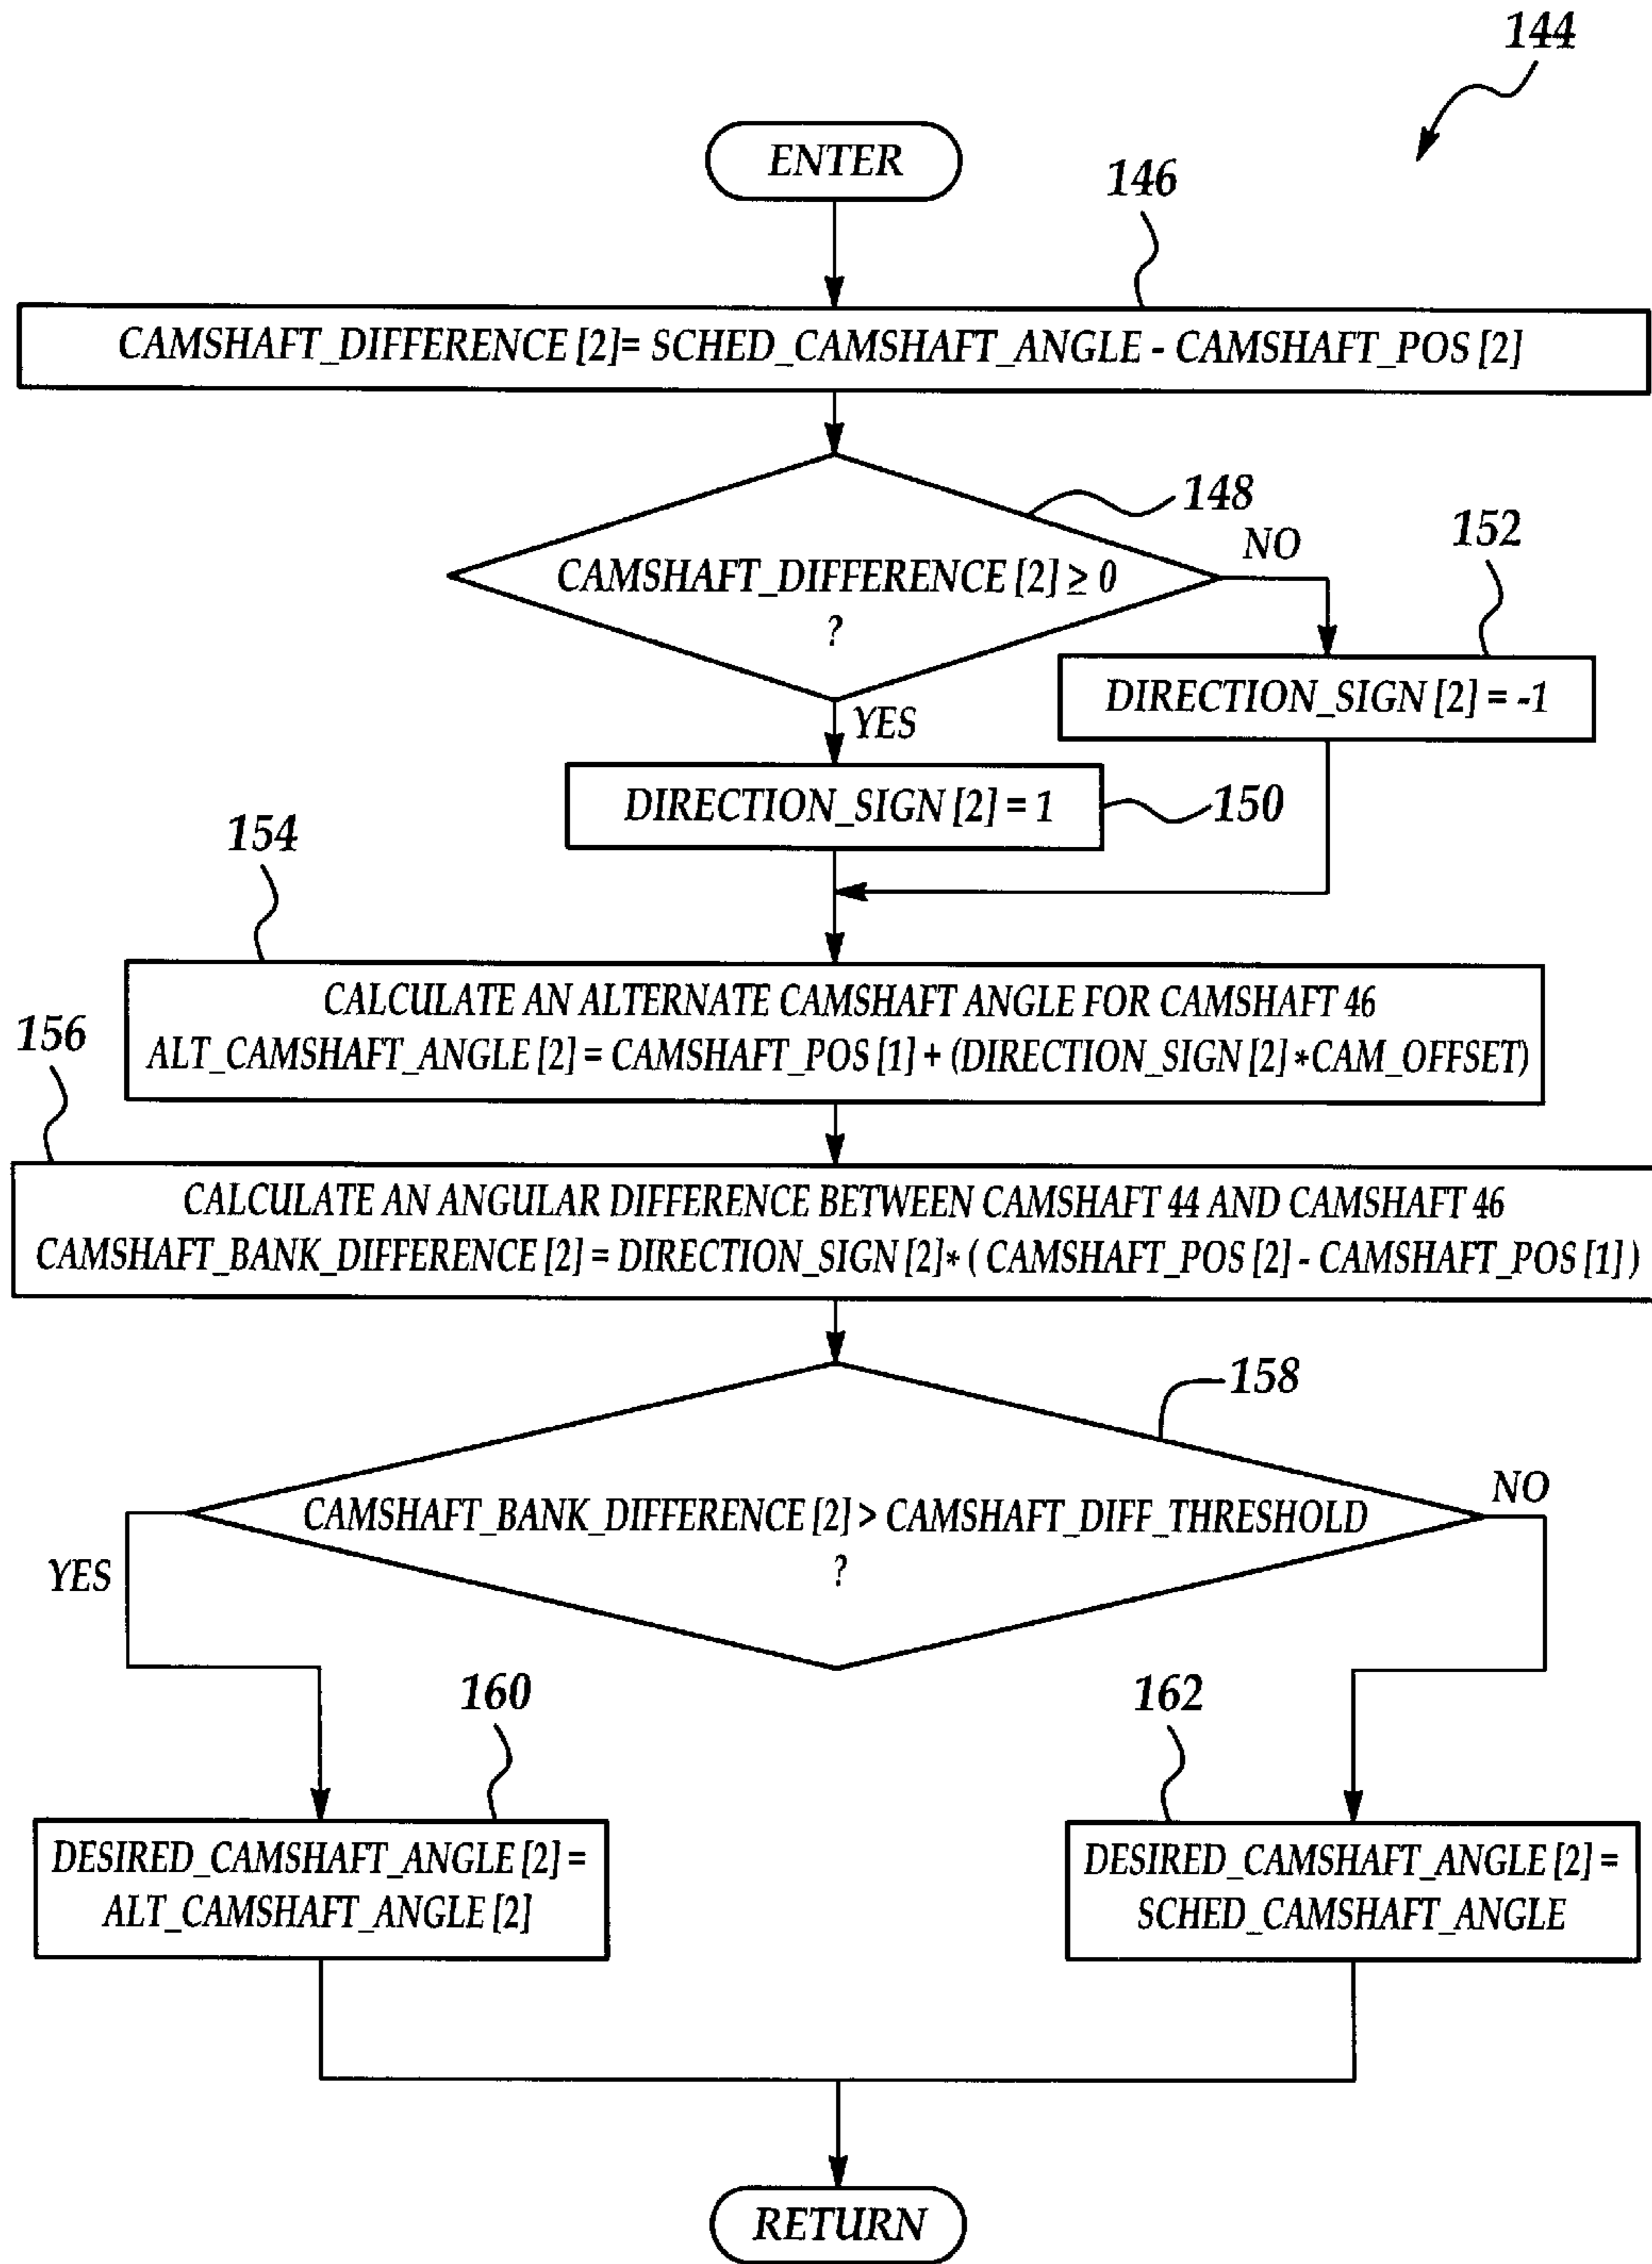 144
ENTER
146
CAMSHAFT_DIFFERENCE [2]= SCHED_CAMSHAFT_ANGLE - CAMSHAFT_POS [2]
148
NO
152
CAMSHAFT_DIFFERENCE [2] ≥ 0
?
DIRECTION_SIGN [2] = -1
YES
DIRECTION_SIGN [2] = 1
150
154
CALCULATE AN ALTERNATE CAMSHAFT ANGLE FOR CAMSHAFT 46
ALT_CAMSHAFT_ANGLE [2] = CAMSHAFT_POS [1] + (DIRECTION_SIGN [2] *CAM_OFFSET)
156
CALCULATE AN ANGULAR DIFFERENCE BETWEEN CAMSHAFT 44 AND CAMSHAFT 46
CAMSHAFT_BANK_DIFFERENCE [2] = DIRECTION_SIGN [2]* ( CAMSHAFT_POS [2] - CAMSHAFT_POS [1] )
158
CAMSHAFT_BANK_DIFFERENCE [2] > CAMSHAFT_DIFF_THRESHOLD
?
NO
YES
160
162
DESIRED_CAMSHAFT_ANGLE [2] =
ALT_CAMSHAFT_ANGLE [2]
DESIRED_CAMSHAFT_ANGLE [2] =
SCHED_CAMSHAFT_ANGLE
RETURN